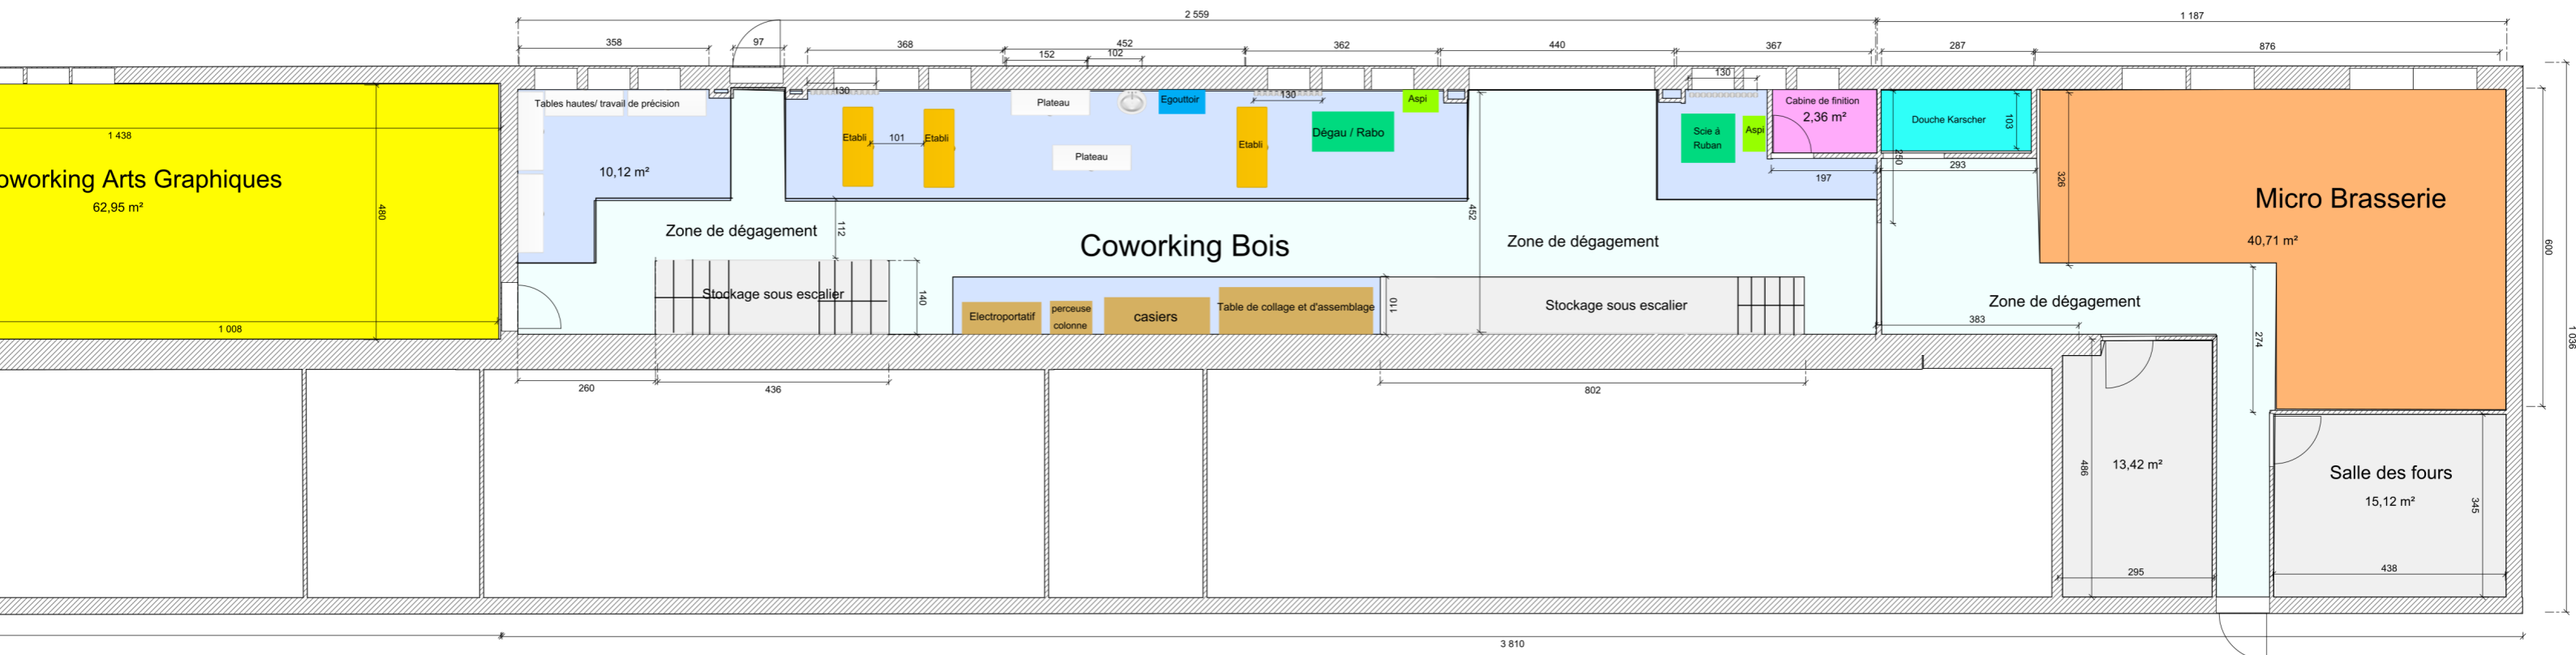 2 559
1 187
358
97
368
452
152
102
362
440
367
287
876
130
130
130
Tables hautes/ travail de précision
Plateau
Egouttoir
Aspi
Cabine de finition
2,36 m²
Douche Karscher
103
1 438
Etabli
101
Etabli
Etabli
Dégau / Rabo
Scie à
Ruban
Aspi
Plateau
250
293
197
326
oworking Arts Graphiques
62,95 m²
480
10,12 m²
Micro Brasserie
40,71 m²
600
452
112
Zone de dégagement
Coworking Bois
Zone de dégagement
Stockage sous escalier
140
Electroportatif
perceuse
colonne
casiers
Table de collage et d'assemblage
110
Stockage sous escalier
Zone de dégagement
383
274
1 008
1 036
260
436
802
486
13,42 m²
Salle des fours
15,12 m²
345
295
438
3 810